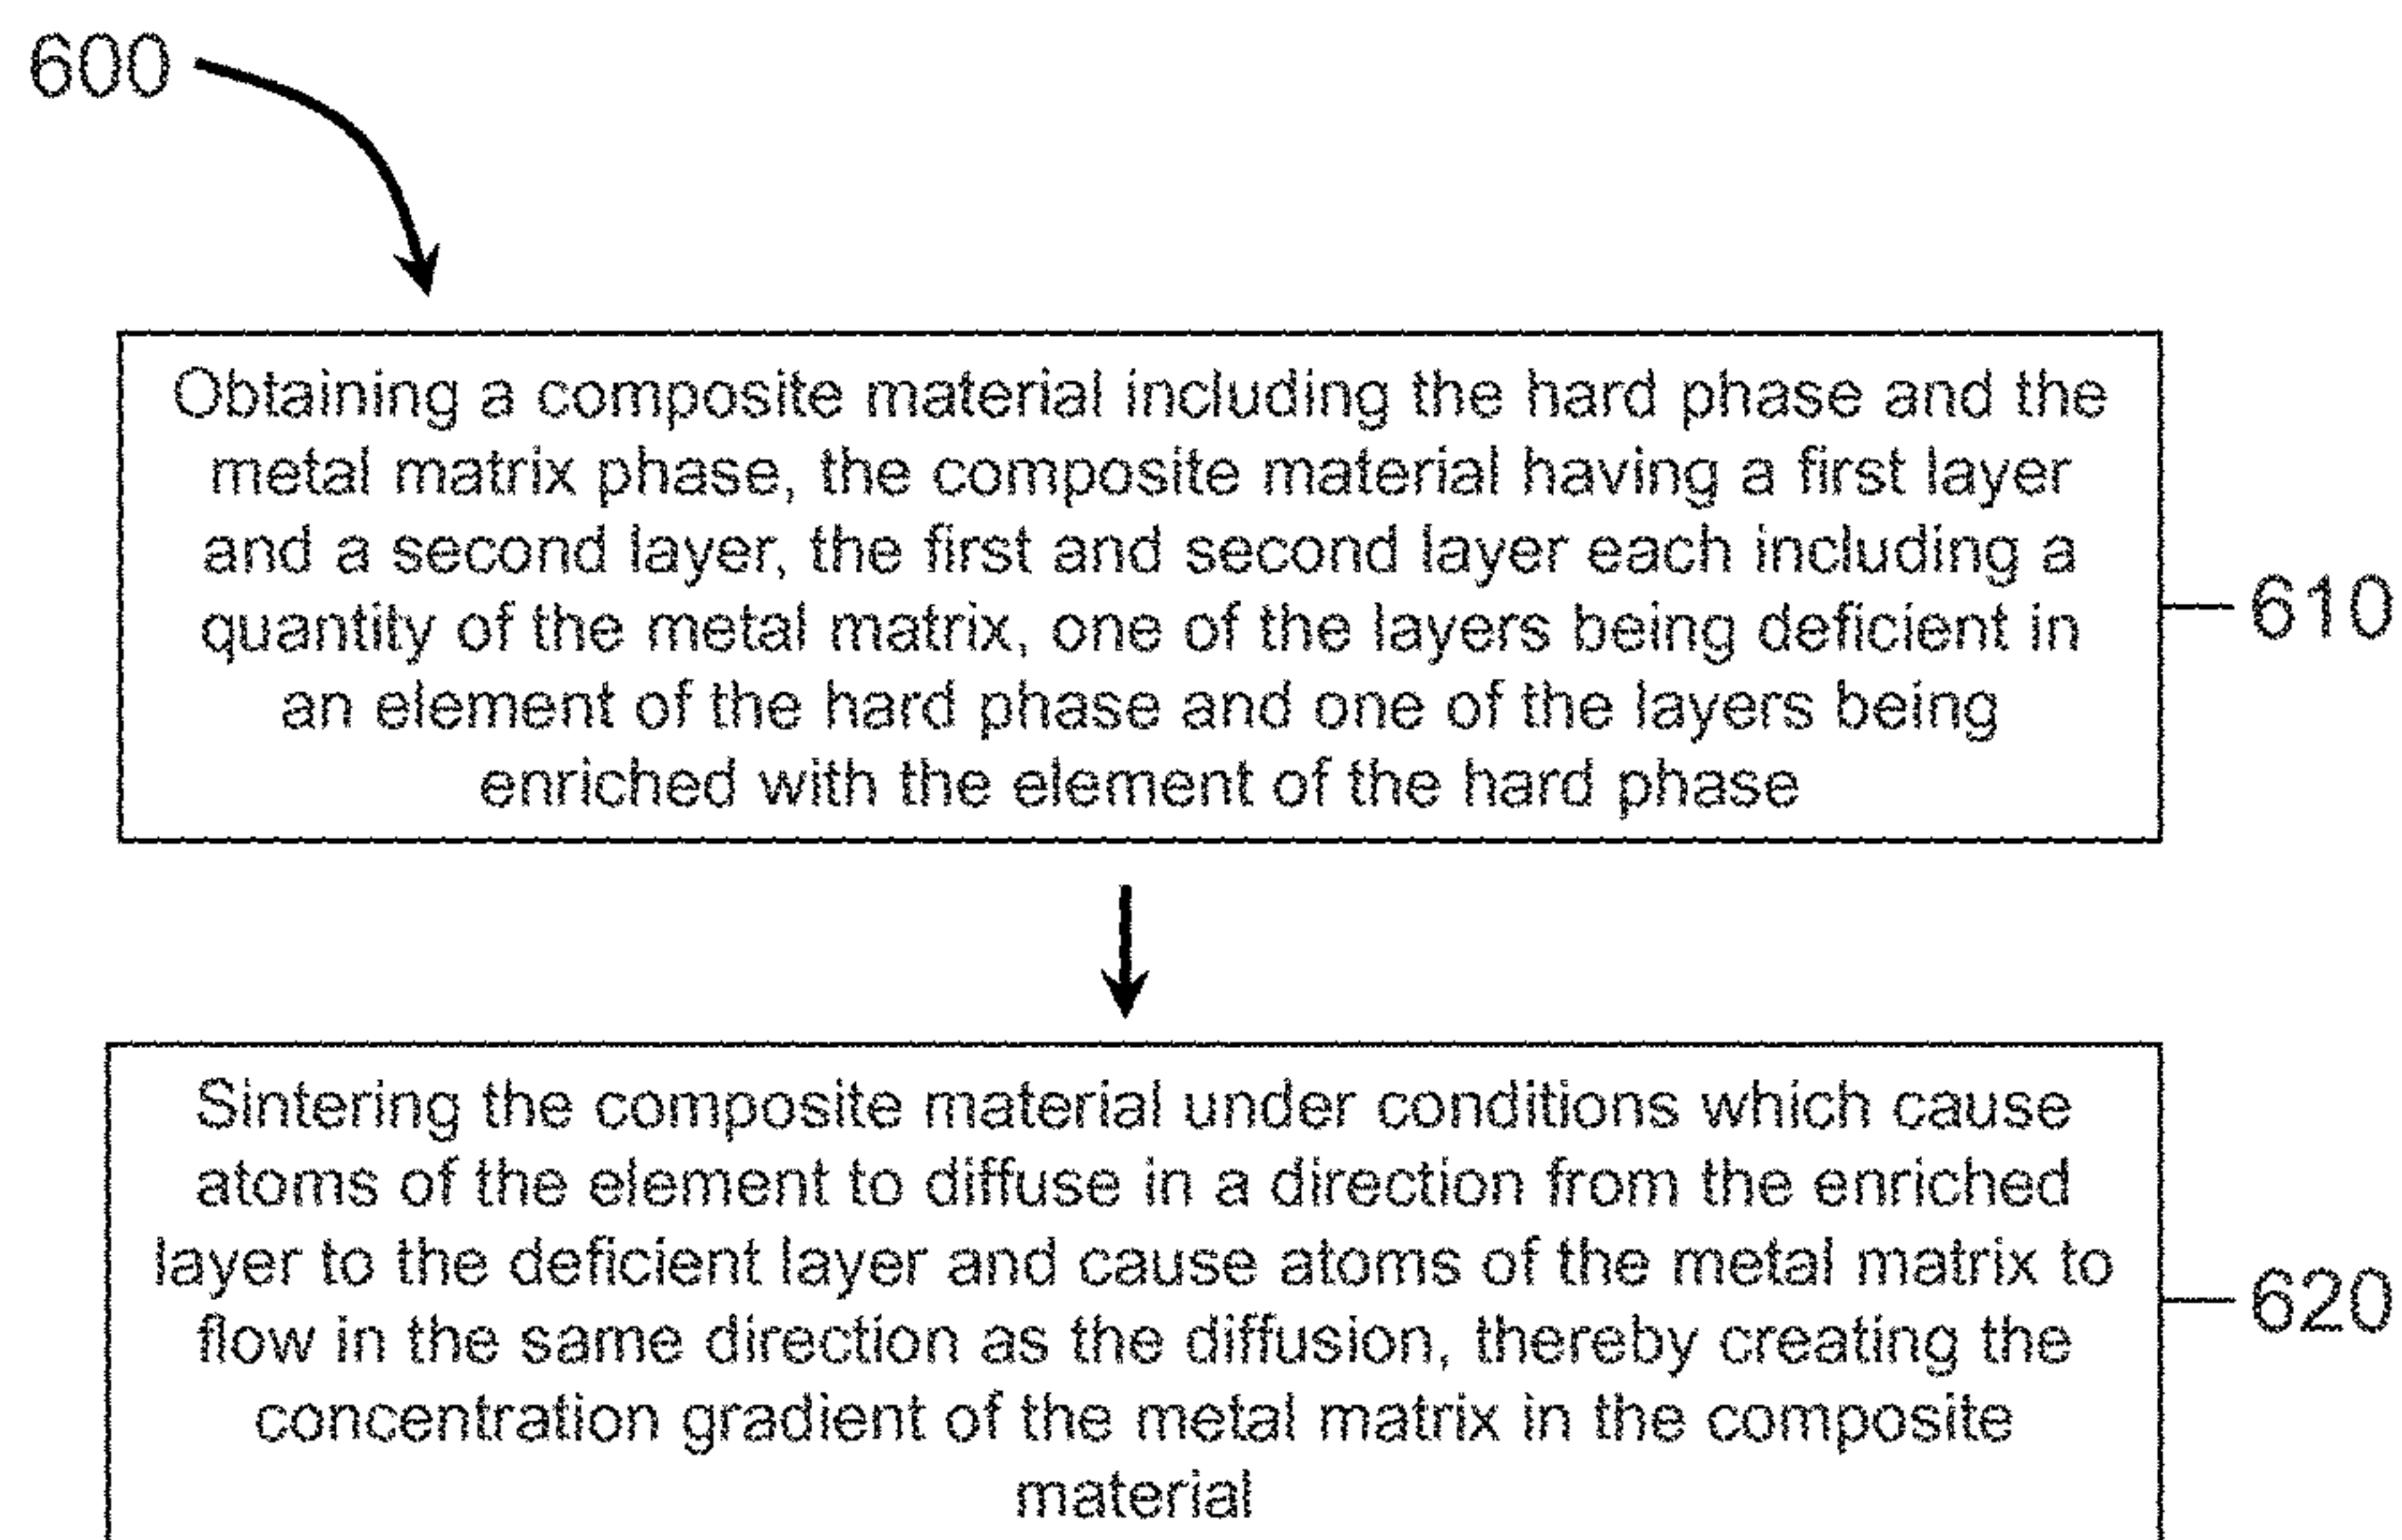 600
Obtaining a composite material including the hard phase and the
metal matrix phase, the composite material having a first layer
and a second layer, the first and second layer each including a
quantity of the metal matrix, one of the layers being deficient in
an element of the hard phase and one of the layers being
enriched with the element of the hard phase
610
Sintering the composite material under conditions which cause
atoms of the element to diffuse in a direction from the enriched
layer to the deficient layer and cause atoms of the metal matrix to
flow in the same direction as the diffusion, thereby creating the
concentration gradient of the metal matrix in the composite
material
620